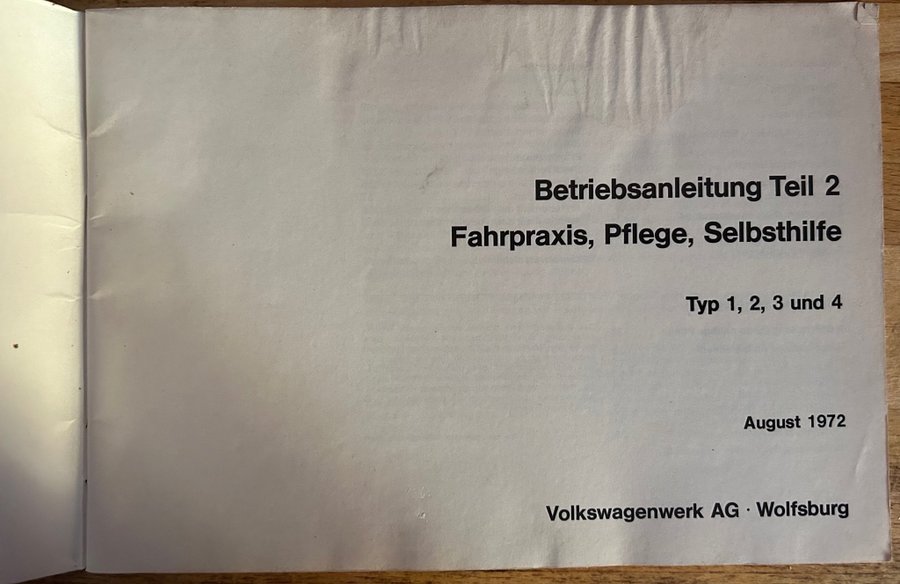 Betriebsanleitung Teil 2
Fahrpraxis, Pflege, Selbsthilfe
Typ 1, 2, 3 und 4
August 1972
Volkswagenwerk AG · Wolfsburg